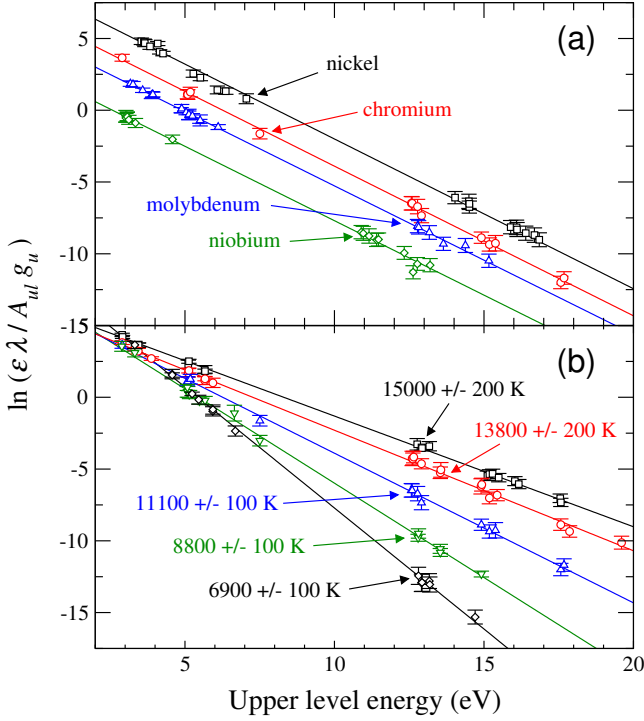 (a)
5
nickel
chromium
0
-5
molybdenum
-10
niobium
-15
ln (ε λ / A_ul g_u)
(b)
15000 +/- 200 K
0
13800 +/- 200 K
-5
11100 +/- 100 K
8800 +/- 100 K
-10
6900 +/- 100 K
-15
5
10
15
20
Upper level energy (eV)